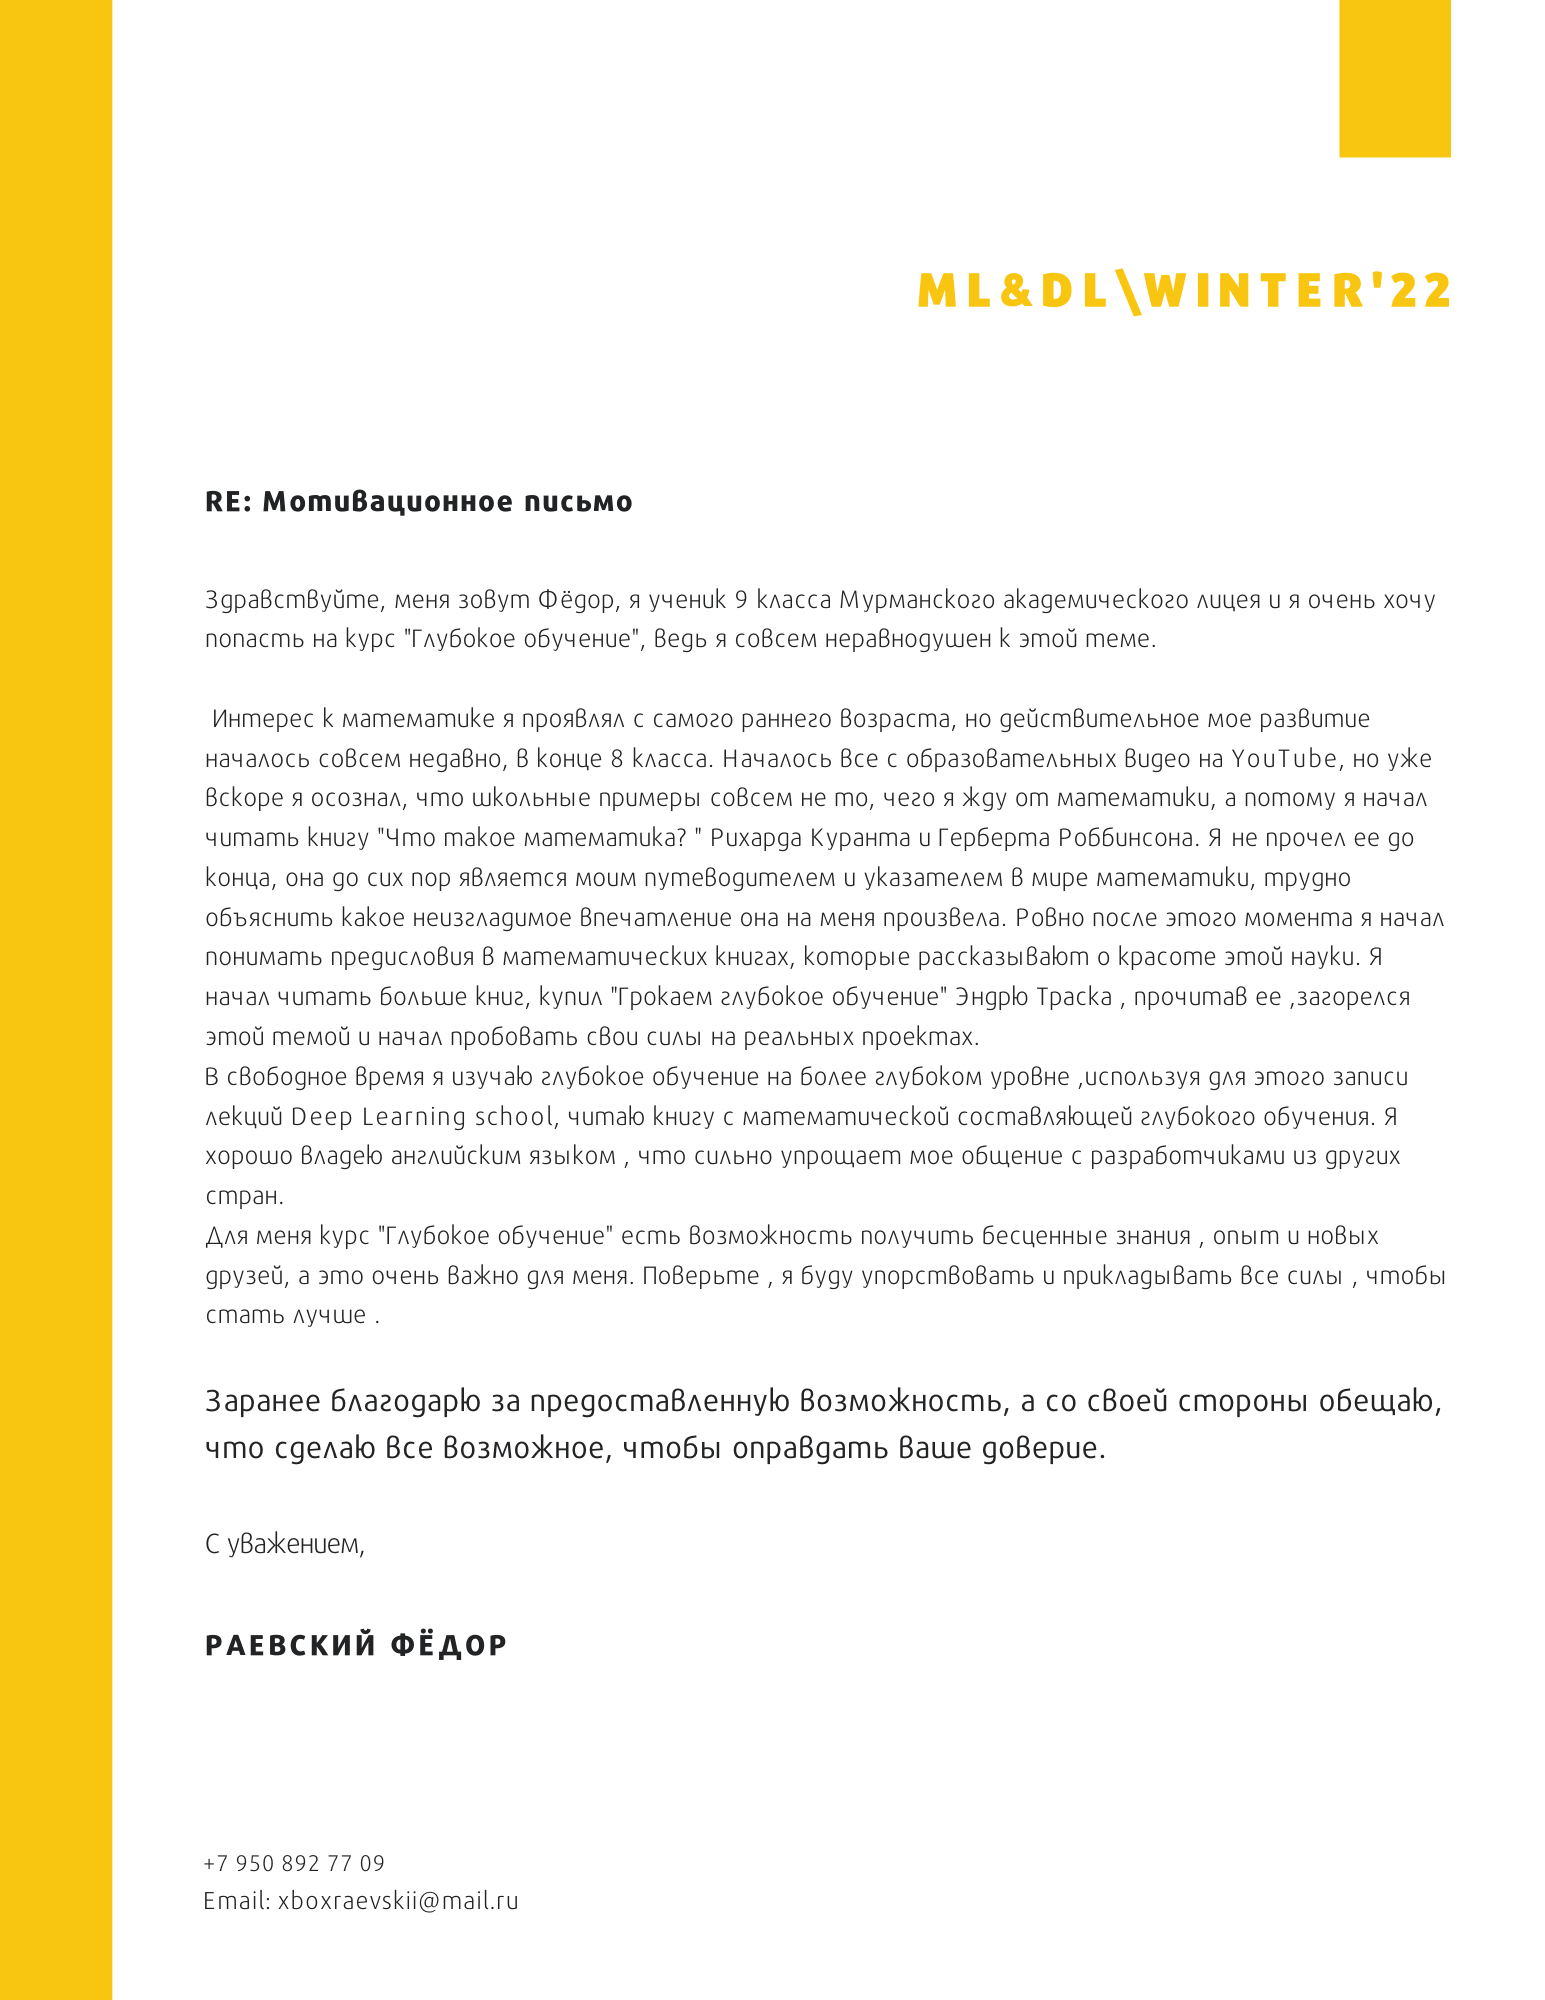 ML&DL\WINTER'22
RE: Мотивационное письмо
Здравствуйте, меня зовут Фёдор, я ученик 9 класса Мурманского академического лицея и я очень хочу
попасть на курс "Глубокое обучение", ведь я совсем неравнодушен к этой теме.
Интерес к математике я проявлял с самого раннего возраста, но действительное мое развитие
началось совсем недавно, в конце 8 класса. Началось все с образовательных видео на YouTube, но уже
вскоре я осознал, что школьные примеры совсем не то, чего я жду от математики, а потому я начал
читать книгу "Что такое математика? " Рихарда Куранта и Герберта Роббинсона. Я не прочел ее до
конца, она до сих пор является моим путеводителем и указателем в мире математики, трудно
объяснить какое неизгладимое впечатление она на меня произвела. Ровно после этого момента я начал
понимать предисловия в математических книгах, которые рассказывают о красоте этой науки. Я
начал читать больше книг, купил "Грокаем глубокое обучение" Эндрю Траска , прочитав ее ,загорелся
этой темой и начал пробовать свои силы на реальных проектах.
В свободное время я изучаю глубокое обучение на более глубоком уровне ,используя для этого записи
лекций Deep Learning school, читаю книгу с математической составляющей глубокого обучения. Я
хорошо владею английским языком , что сильно упрощает мое общение с разработчиками из других
стран.
Для меня курс "Глубокое обучение" есть возможность получить бесценные знания , опыт и новых
друзей, а это очень важно для меня. Поверьте , я буду упорствовать и прикладывать все силы , чтобы
стать лучше .
Заранее благодарю за предоставленную возможность, а со своей стороны обещаю,
что сделаю все возможное, чтобы оправдать ваше доверие.
С уважением,
РАЕВСКИЙ ФЁДОР
+7 950 892 77 09
Email: xboxraevskii@mail.ru